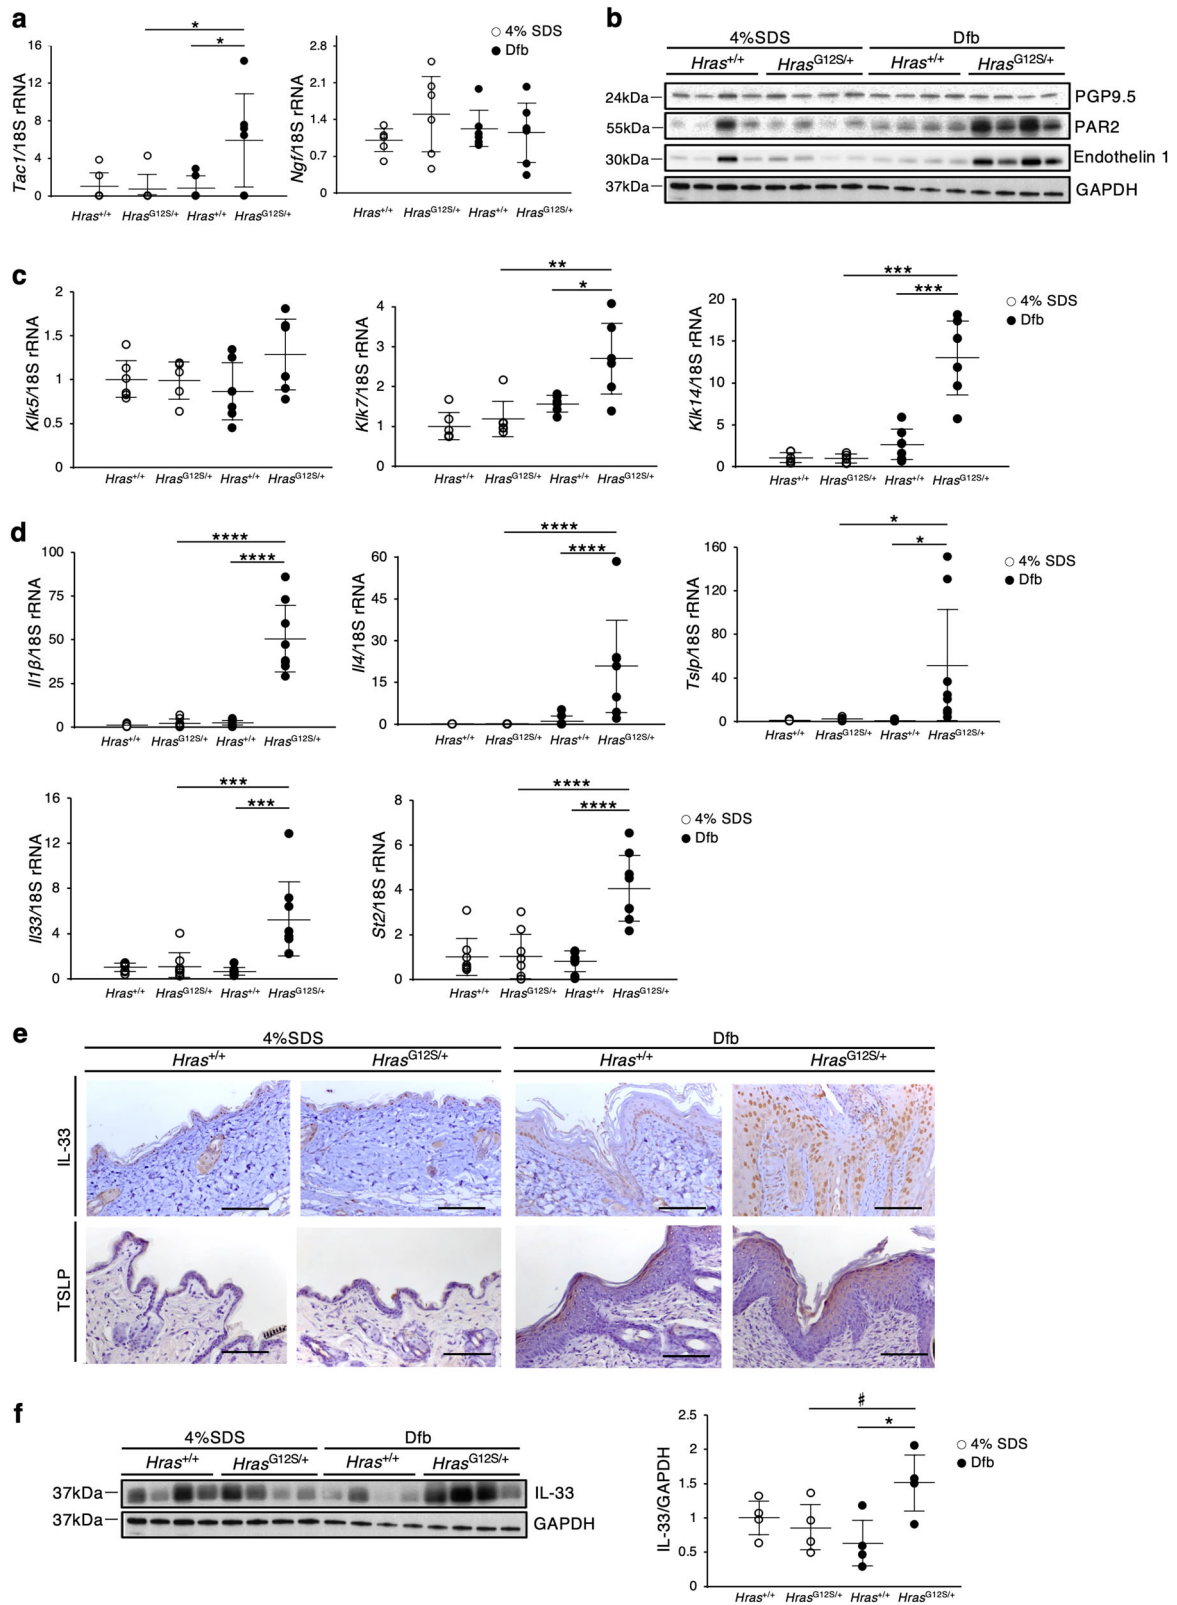 a
*
*
Tac1/18S rRNA
16
12
8
4
0
Hras+/+ HrasG12S/+ Hras+/+ HrasG12S/+
Ngf/18S rRNA
2.8
2.1
1.4
0.7
0
Hras+/+ HrasG12S/+ Hras+/+ HrasG12S/+
○ 4% SDS
● Dfb
b
4%SDS Dfb
Hras+/+ HrasG12S/+ Hras+/+ HrasG12S/+
24kDa PGP9.5
55kDa PAR2
30kDa Endothelin 1
37kDa GAPDH
c
Klk5/18S rRNA
2
1.5
1
0.5
0
Hras+/+ HrasG12S/+ Hras+/+ HrasG12S/+
**
*
Klk7/18S rRNA
4
3
2
1
0
Hras+/+ HrasG12S/+ Hras+/+ HrasG12S/+
***
***
Klk14/18S rRNA
20
15
10
5
0
Hras+/+ HrasG12S/+ Hras+/+ HrasG12S/+
○ 4% SDS
● Dfb
d
****
****
Il1β/18S rRNA
100
75
50
25
0
Hras+/+ HrasG12S/+ Hras+/+ HrasG12S/+
****
****
Il4/18S rRNA
60
45
30
15
0
Hras+/+ HrasG12S/+ Hras+/+ HrasG12S/+
*
*
Tslp/18S rRNA
160
120
80
40
0
Hras+/+ HrasG12S/+ Hras+/+ HrasG12S/+
○ 4% SDS
● Dfb
***
***
Il33/18S rRNA
16
12
8
4
0
Hras+/+ HrasG12S/+ Hras+/+ HrasG12S/+
****
****
St2/18S rRNA
8
6
4
2
0
Hras+/+ HrasG12S/+ Hras+/+ HrasG12S/+
○ 4% SDS
● Dfb
e
4%SDS Dfb
Hras+/+ HrasG12S/+ Hras+/+ HrasG12S/+
IL-33
TSLP
f
4%SDS Dfb
Hras+/+ HrasG12S/+ Hras+/+ HrasG12S/+
37kDa IL-33
37kDa GAPDH
#
*
IL-33/GAPDH
2.5
2
1.5
1
0.5
0
Hras+/+ HrasG12S/+ Hras+/+ HrasG12S/+
○ 4% SDS
● Dfb